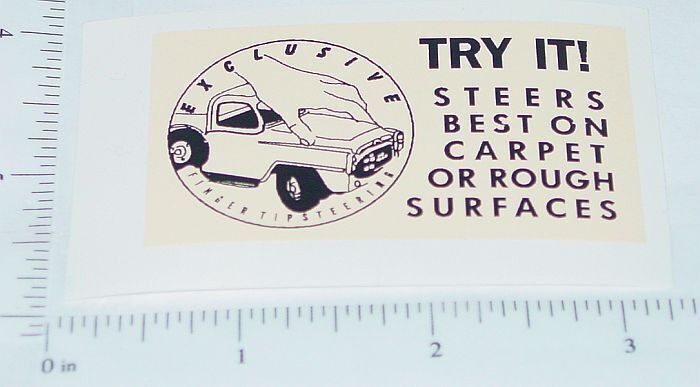 EXCLUSIVE
FINGER TIP STEERING
TRY IT!
STEERS
BEST ON
CARPET
OR ROUGH
SURFACES
4
0 in
1
2
3